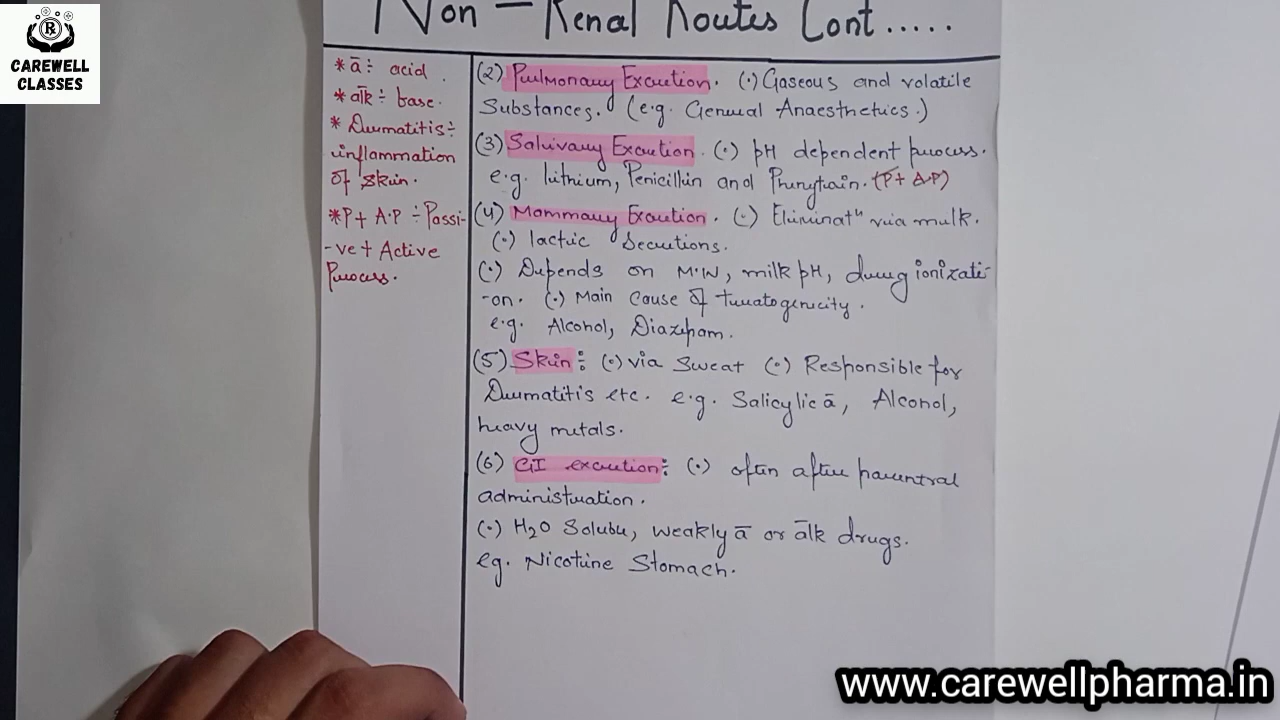 CAREWELL
CLASSES
Rx
Non - Renal Routes Cont.....
* ā ÷ acid.
* alk ÷ base.
* Dermatitis ÷
inflammation
of skin.
* P + A.P ÷ Passi-
-ve + Active
Process.
(2) Pulmonary Excretion. (•) Gaseous and volatile
Substances. (e.g. General Anaesthetics.)
(3) Salivary Excretion. (•) pH dependent process.
e.g. lithium, Penicillin and Phenytoin. (P + A.P)
(4) Mammary Excretion. (•) Eliminatⁿ via milk.
(•) lactic Secretions.
(•) Depends on M.W, milk pH, drug ionizati-
-on. (•) Main cause of teratogenicity.
e.g. Alcohol, Diazepam.
(5) Skin: (•) via Sweat (•) Responsible for
Dermatitis etc. e.g. Salicylic ā, Alcohol,
heavy metals.
(6) GI excretion: (•) often after parentral
administration.
(•) H2O Soluble, weakly ā or alk drugs.
eg. Nicotine Stomach.
www.carewellpharma.in